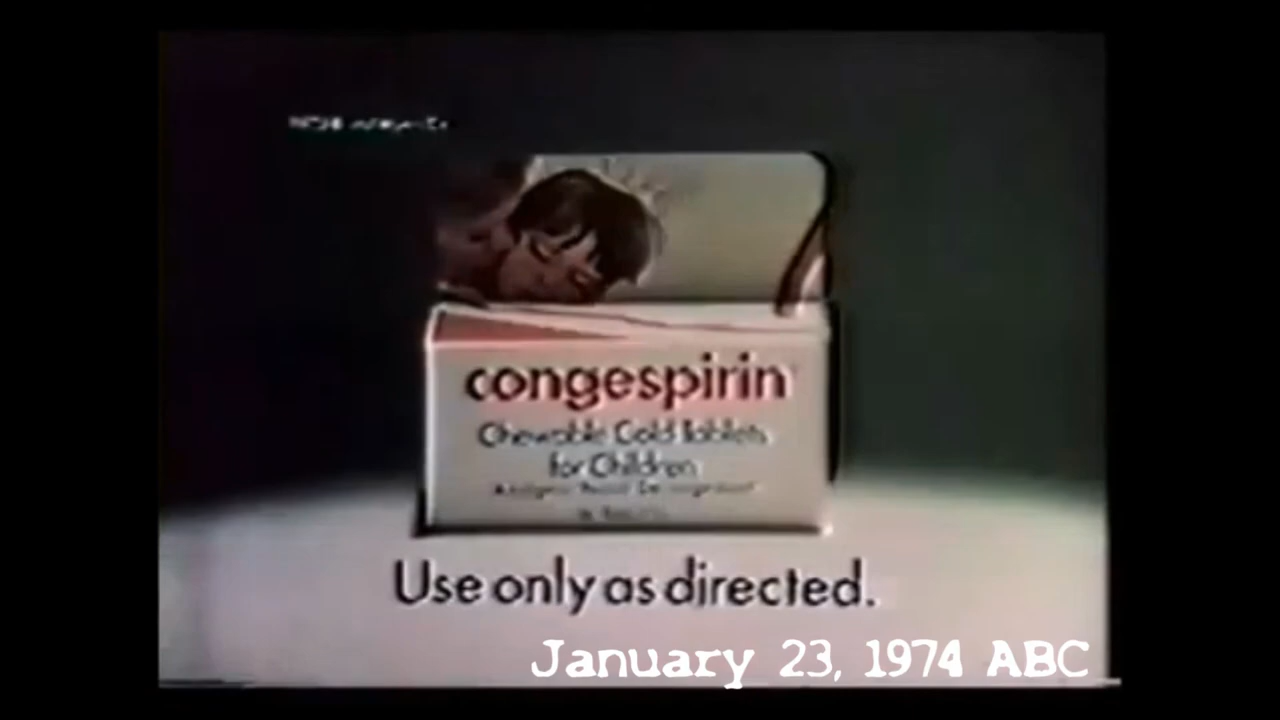 congespirin
Chewable Cold Tablets
for Children
Use only as directed.
January 23, 1974 ABC